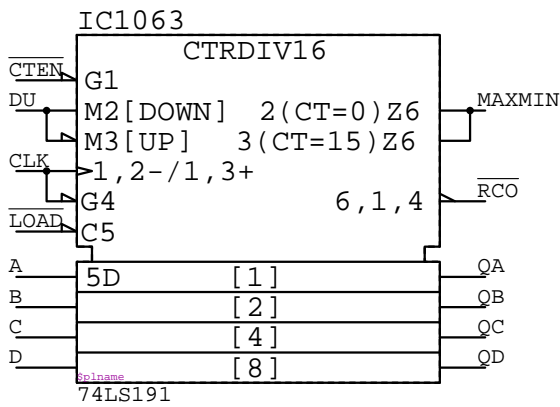 IC1063
CTRDIV16
CTEN G1
DU M2[DOWN] 2(CT=0)Z6 MAXMIN
M3[UP] 3(CT=15)Z6
CLK 1,2-/1,3+
G4 6,1,4 RCO
LOAD C5
A 5D [1] QA
B [2] QB
C [4] QC
D [8] QD
$plname
74LS191